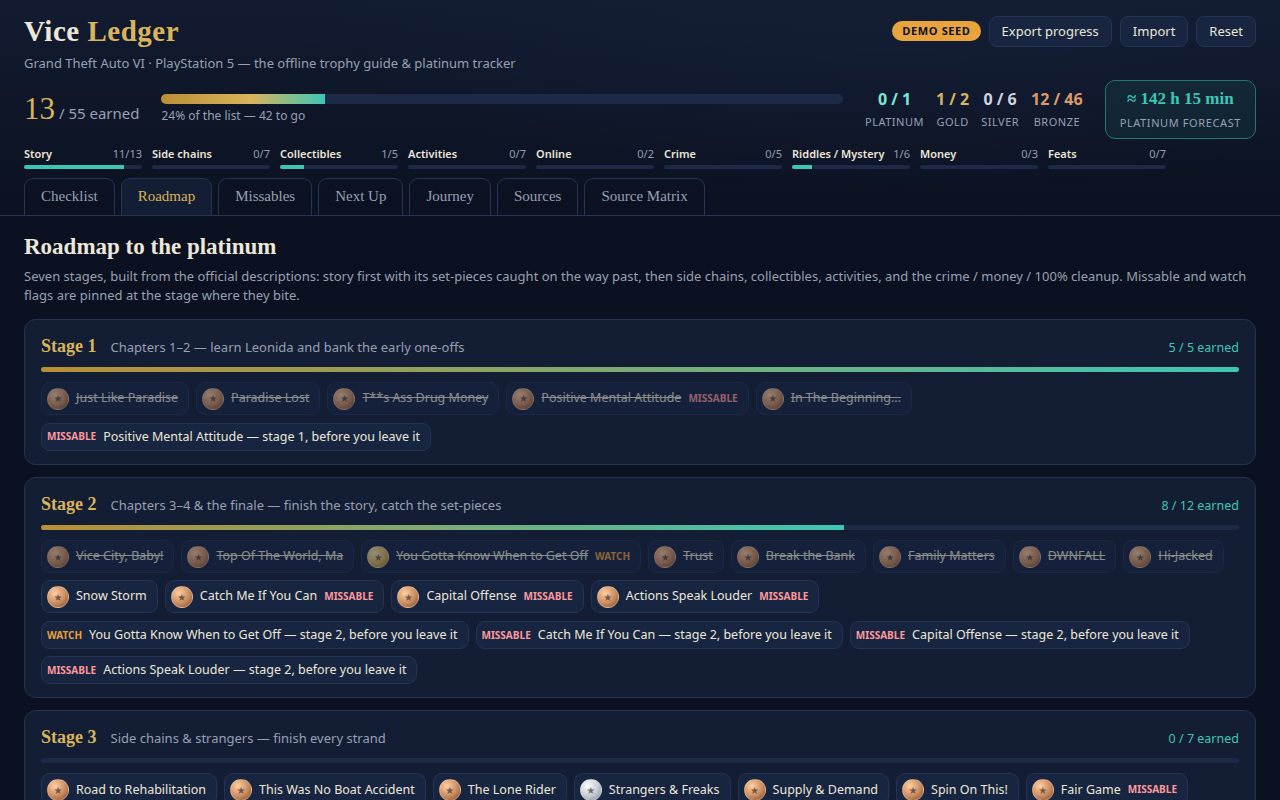 Vice Ledger
DEMO SEED
Export progress
Import
Reset
Grand Theft Auto VI · PlayStation 5 — the offline trophy guide & platinum tracker
13 / 55 earned
24% of the list — 42 to go
0 / 1 1 / 2 0 / 6 12 / 46
PLATINUM GOLD SILVER BRONZE
≈ 142 h 15 min
PLATINUM FORECAST
Story 11/13 Side chains 0/7 Collectibles 1/5 Activities 0/7 Online 0/2 Crime 0/5 Riddles / Mystery 1/6 Money 0/3 Feats 0/7
Checklist Roadmap Missables Next Up Journey Sources Source Matrix
Roadmap to the platinum
Seven stages, built from the official descriptions: story first with its set-pieces caught on the way past, then side chains, collectibles, activities, and the crime / money / 100% cleanup. Missable and watch
flags are pinned at the stage where they bite.
Stage 1 Chapters 1–2 — learn Leonida and bank the early one-offs 5 / 5 earned
Just Like Paradise Paradise Lost T**s Ass Drug Money Positive Mental Attitude MISSABLE In The Beginning...
MISSABLE Positive Mental Attitude — stage 1, before you leave it
Stage 2 Chapters 3–4 & the finale — finish the story, catch the set-pieces 8 / 12 earned
Vice City, Baby! Top Of The World, Ma You Gotta Know When to Get Off WATCH Trust Break the Bank Family Matters DWNFALL Hi-Jacked
Snow Storm Catch Me If You Can MISSABLE Capital Offense MISSABLE Actions Speak Louder MISSABLE
WATCH You Gotta Know When to Get Off — stage 2, before you leave it MISSABLE Catch Me If You Can — stage 2, before you leave it MISSABLE Capital Offense — stage 2, before you leave it
MISSABLE Actions Speak Louder — stage 2, before you leave it
Stage 3 Side chains & strangers — finish every strand 0 / 7 earned
Road to Rehabilitation This Was No Boat Accident The Lone Rider Strangers & Freaks Supply & Demand Spin On This! Fair Game MISSABLE